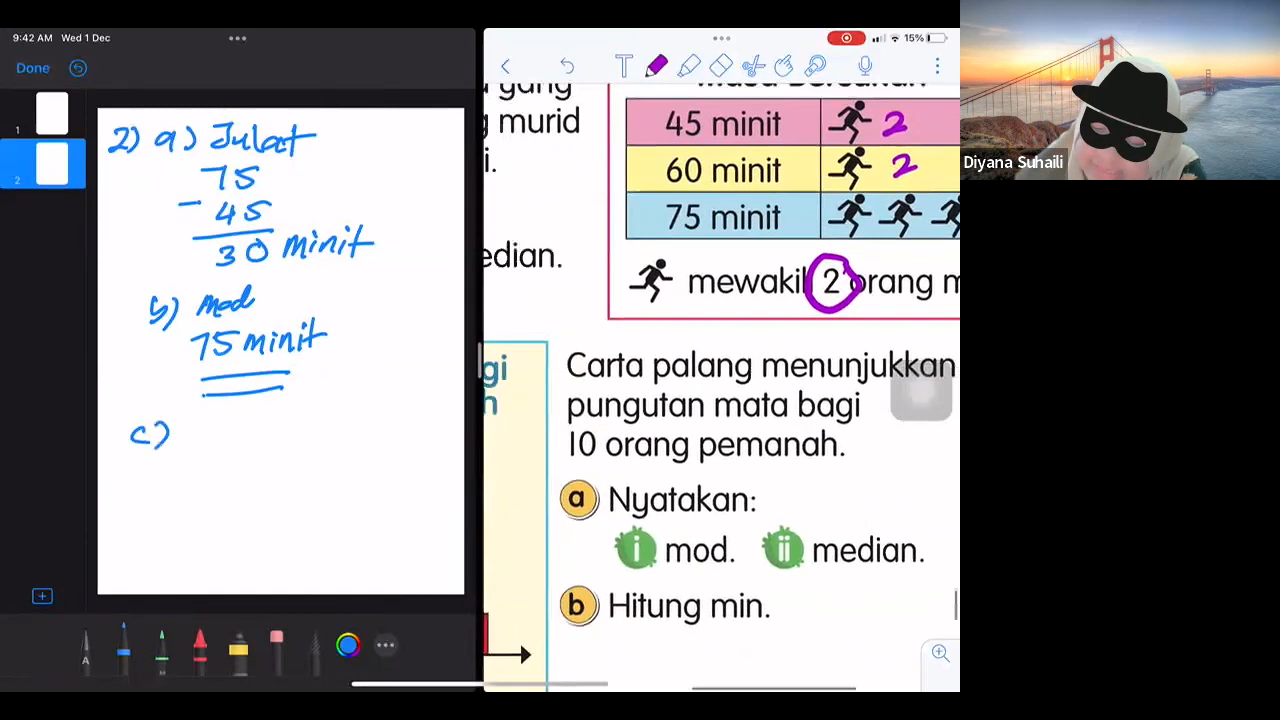 9:42 AM Wed 1 Dec
Done
1
2
2) a) Julat
75
- 45
30 minit
b) mod
75 minit
c)
15%
T
yang
murid
i.
edian.
45 minit 2
60 minit 2
75 minit
mewakil 2 orang m
gi
Carta palang menunjukkan
pungutan mata bagi
10 orang pemanah.
a Nyatakan:
i mod. ii median.
b Hitung min.
A
Diyana Suhaili